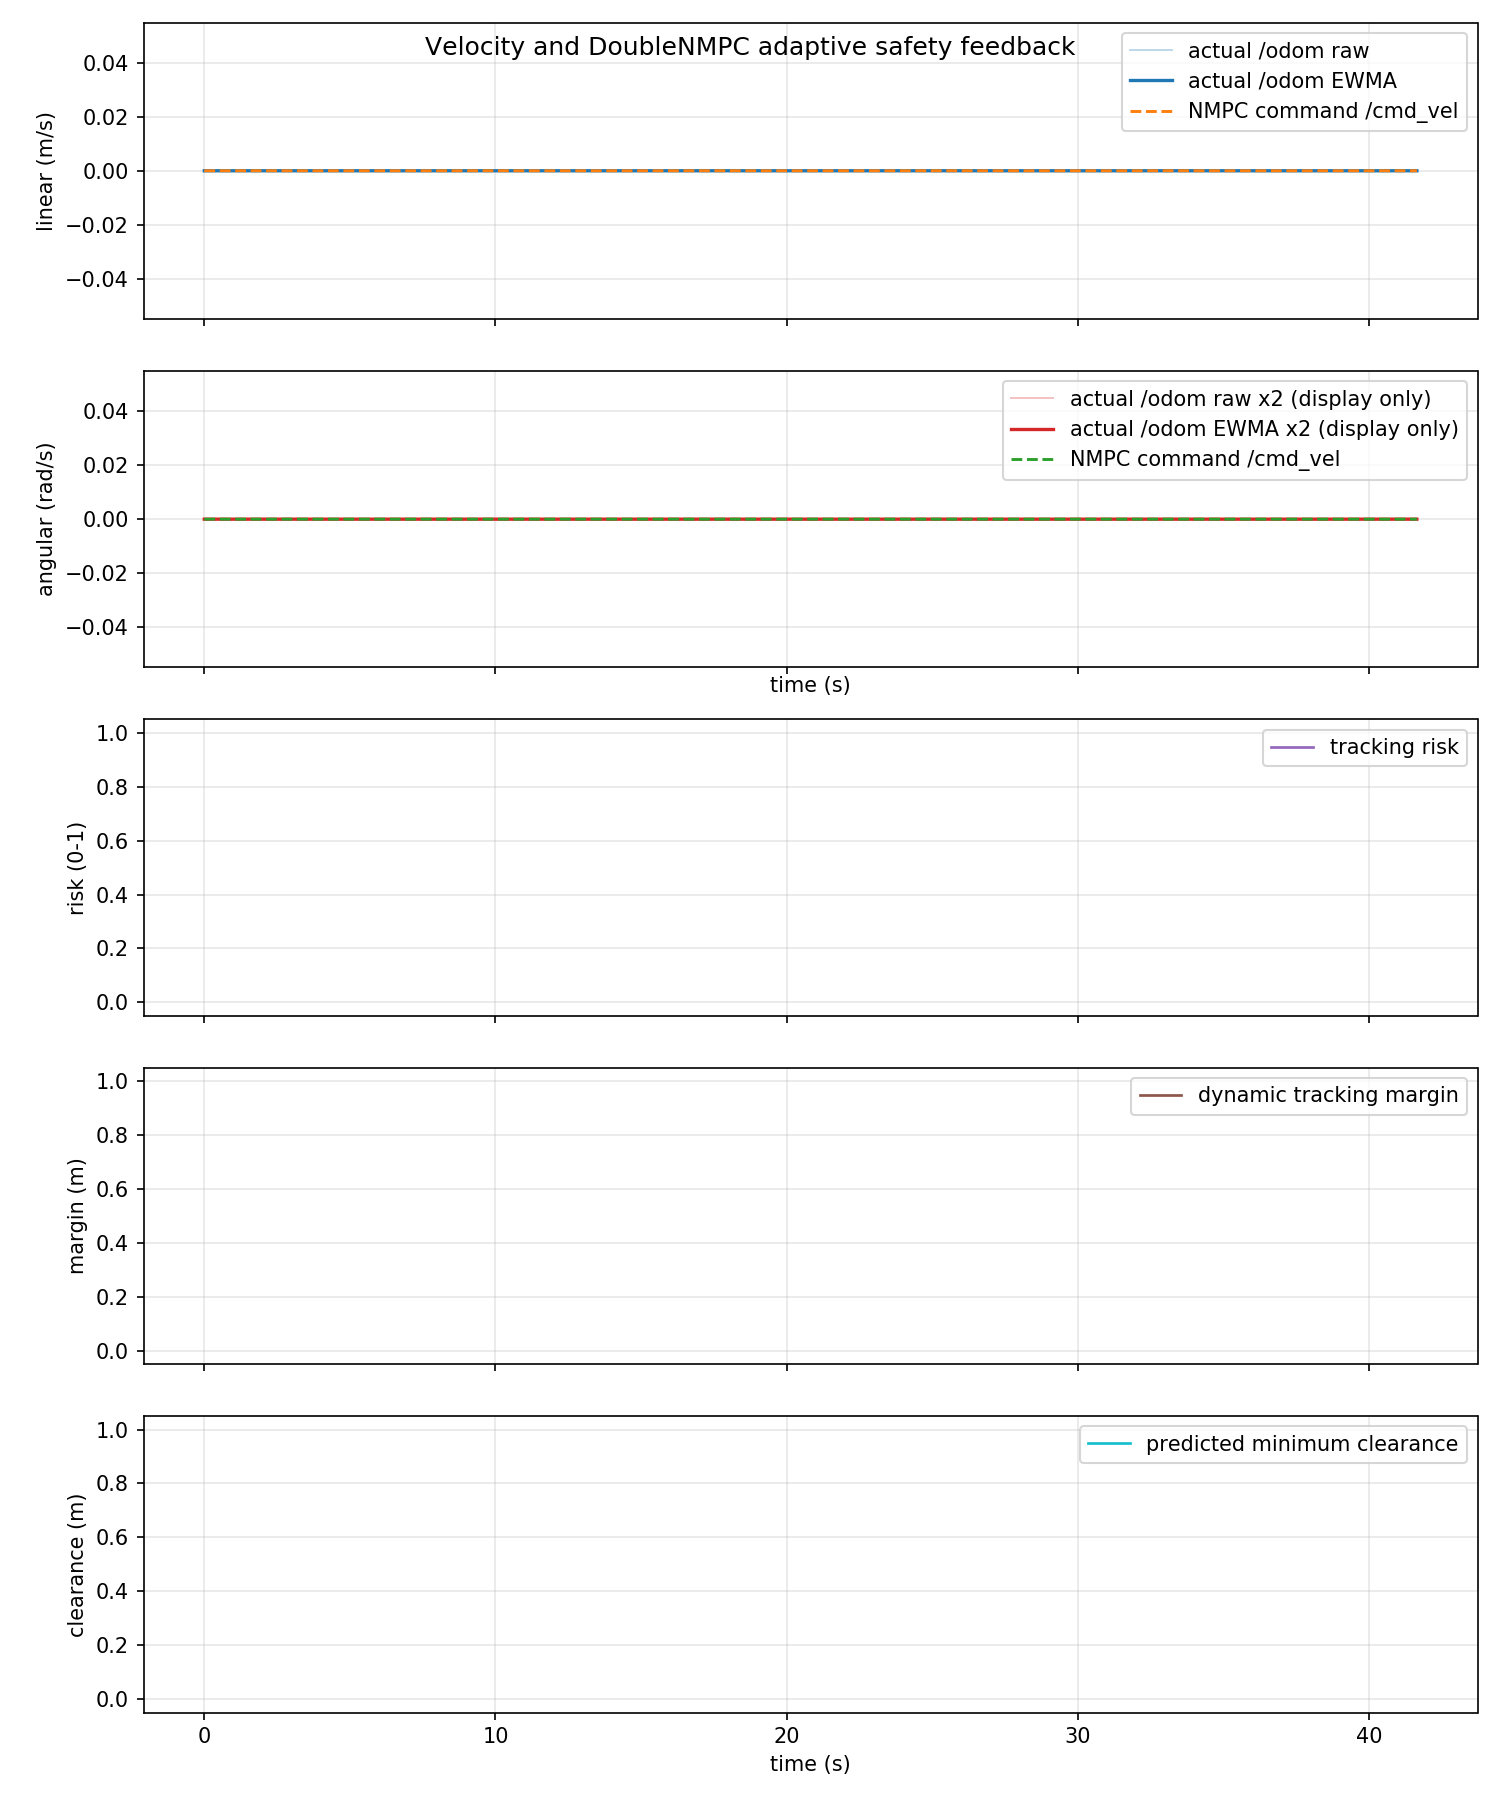 Velocity and DoubleNMPC adaptive safety feedback
actual /odom raw
actual /odom EWMA
NMPC command /cmd_vel
linear (m/s)
0.04
0.02
0.00
−0.02
−0.04
actual /odom raw x2 (display only)
actual /odom EWMA x2 (display only)
NMPC command /cmd_vel
angular (rad/s)
0.04
0.02
0.00
−0.02
−0.04
time (s)
tracking risk
risk (0-1)
1.0
0.8
0.6
0.4
0.2
0.0
dynamic tracking margin
margin (m)
1.0
0.8
0.6
0.4
0.2
0.0
predicted minimum clearance
clearance (m)
1.0
0.8
0.6
0.4
0.2
0.0
0 10 20 30 40
time (s)